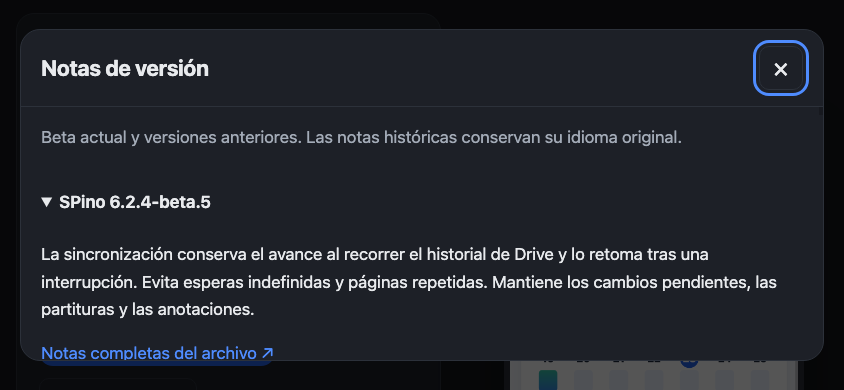 Notas de versión
×
Beta actual y versiones anteriores. Las notas históricas conservan su idioma original.
▼ SPino 6.2.4-beta.5
La sincronización conserva el avance al recorrer el historial de Drive y lo retoma tras una
interrupción. Evita esperas indefinidas y páginas repetidas. Mantiene los cambios pendientes, las
partituras y las anotaciones.
Notas completas del archivo ↗